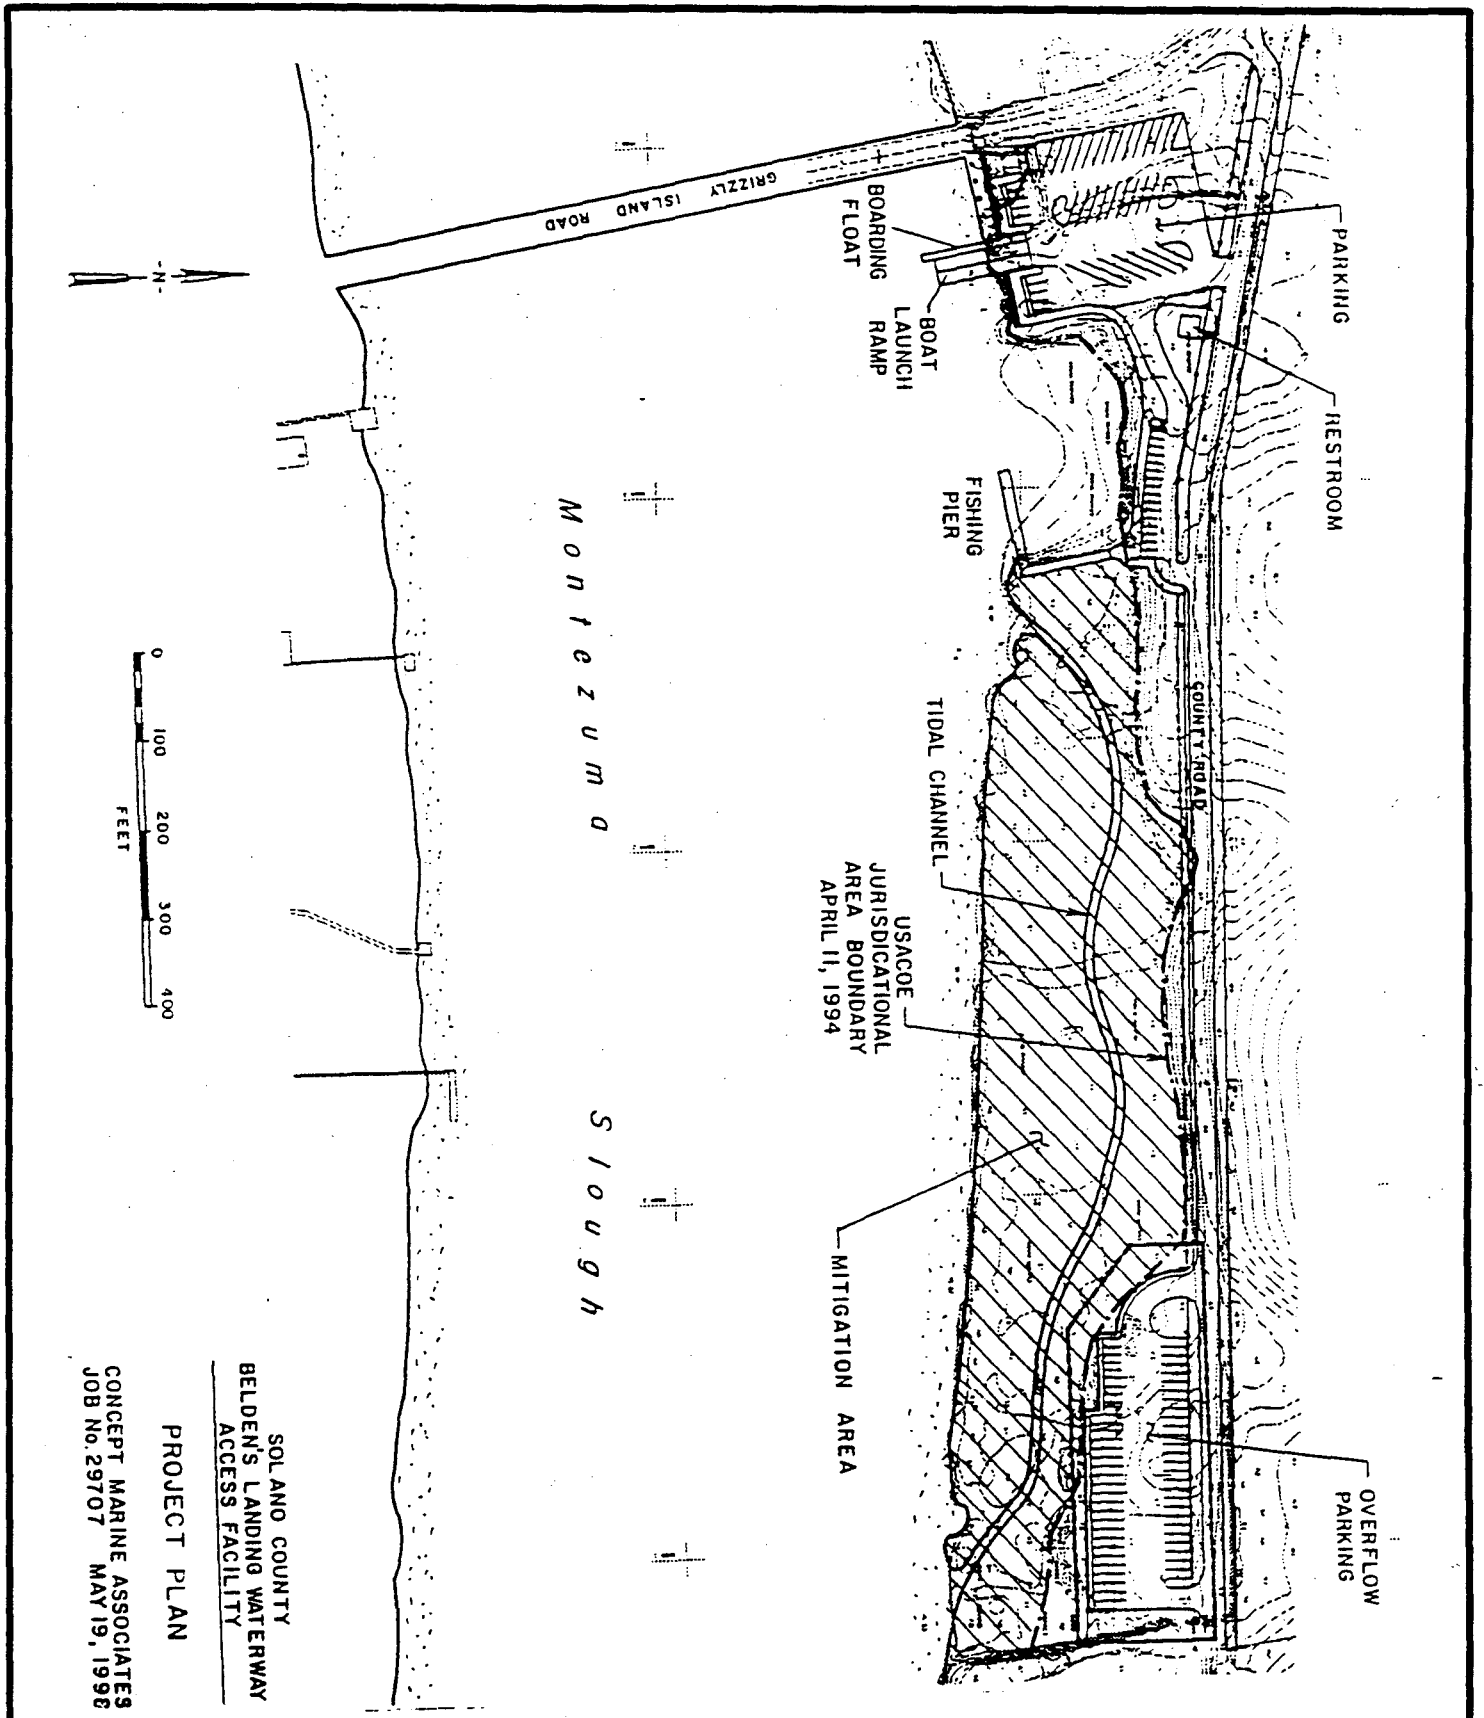 PARKING
RESTROOM
COUNTY ROAD
OVERFLOW
PARKING
BOARDING
FLOAT
BOAT
LAUNCH
RAMP
FISHING
PIER
TIDAL CHANNEL
USACOE
JURISDICATIONAL
AREA BOUNDARY
APRIL 11, 1994
MITIGATION AREA
GRIZZLY ISLAND ROAD
-N-
Montezuma Slough
0 100 200 300 400
FEET
SOLANO COUNTY
BELDEN'S LANDING WATERWAY
ACCESS FACILITY
PROJECT PLAN
CONCEPT MARINE ASSOCIATES
JOB No. 29707 MAY 19, 1998